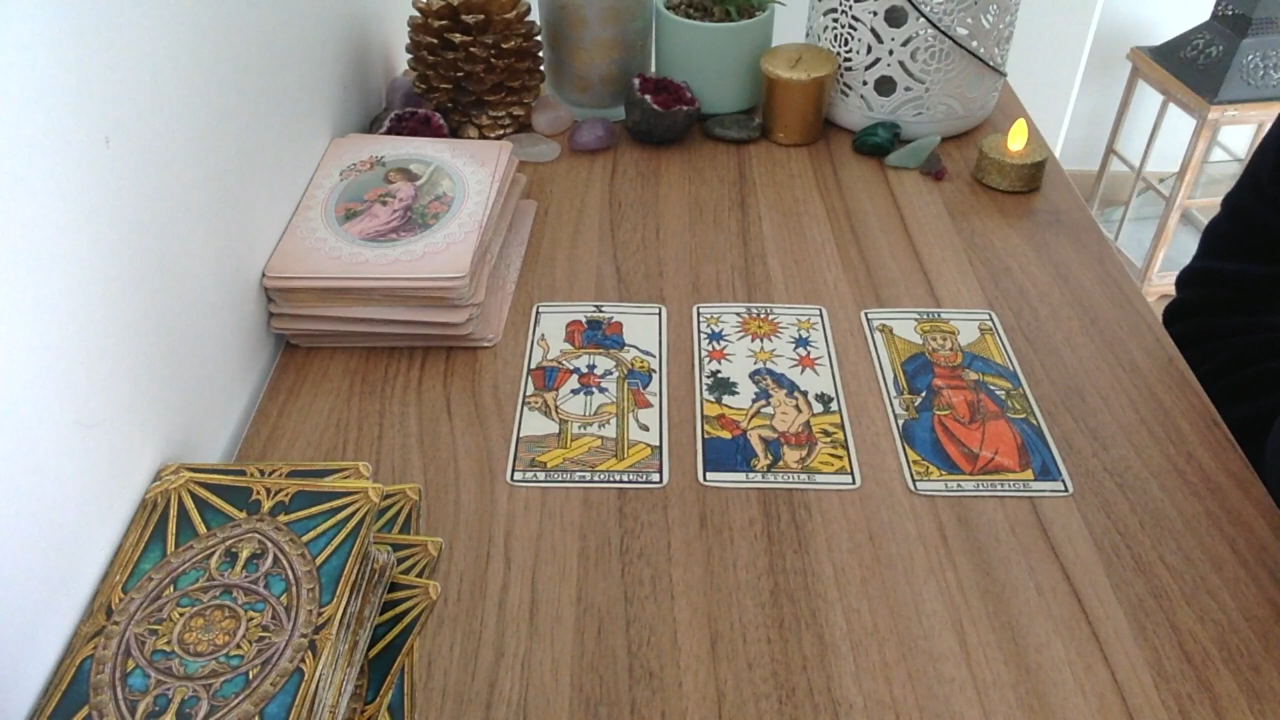 X
LA ROUE DE FORTUNE
XVII
L'ETOILE
VIII
LA JUSTICE